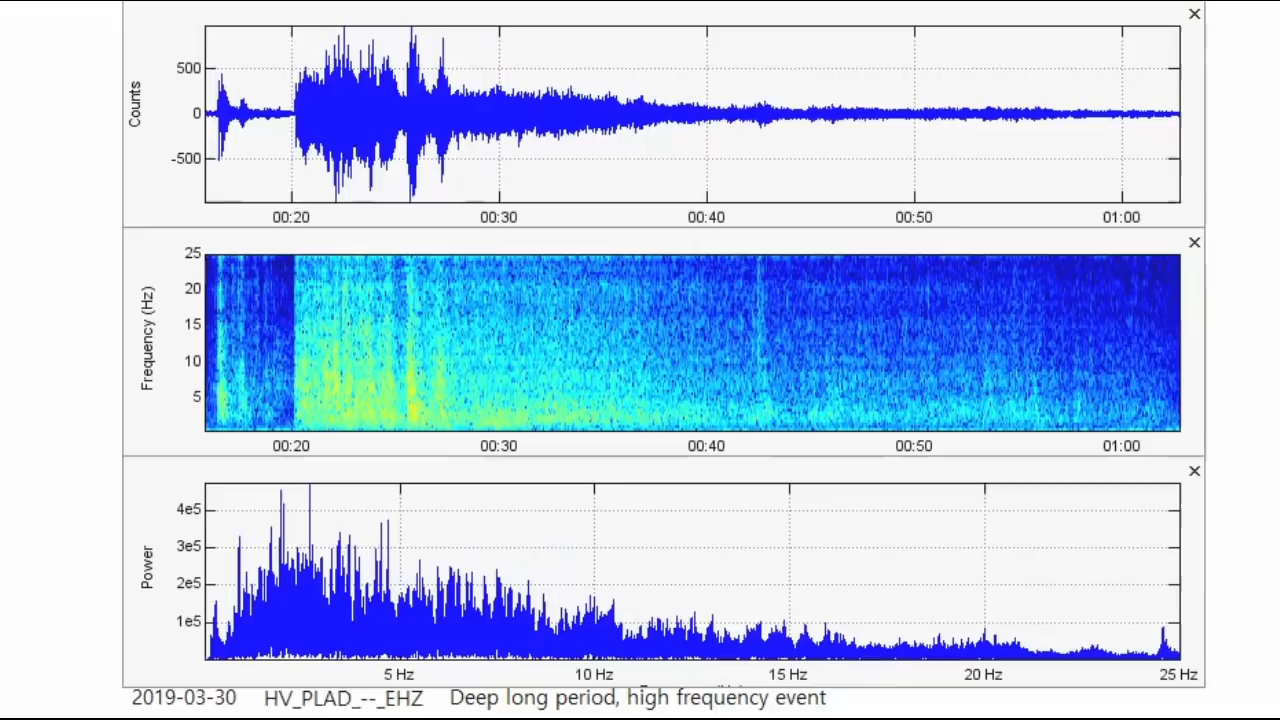 ×
Counts
500
0
-500
00:20 00:30 00:40 00:50 01:00
×
Frequency (Hz)
25
20
15
10
5
00:20 00:30 00:40 00:50 01:00
×
Power
4e5
3e5
2e5
1e5
5 Hz 10 Hz 15 Hz 20 Hz 25 Hz
2019-03-30 HV_PLAD_--_EHZ Deep long period, high frequency event